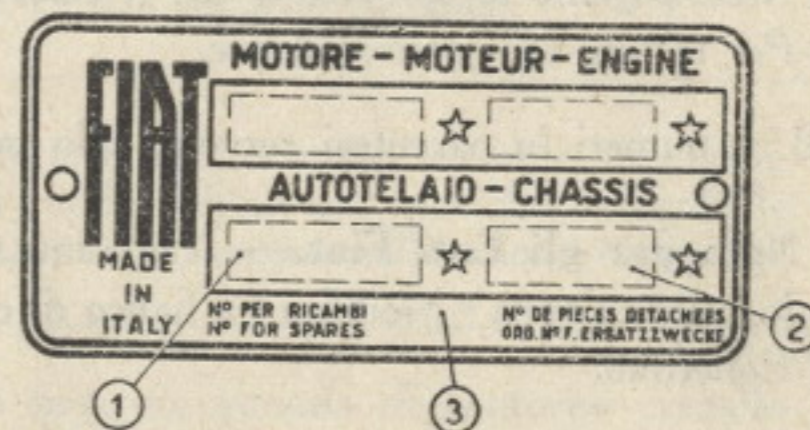 MOTORE - MOTEUR - ENGINE
FIAT
AUTOTELAIO - CHASSIS
MADE
IN
ITALY
Nº PER RICAMBI
Nº FOR SPARES
Nº DE PIECES DETACHEES
ORD. Nº F. ERSATZZWECKE
1
2
3